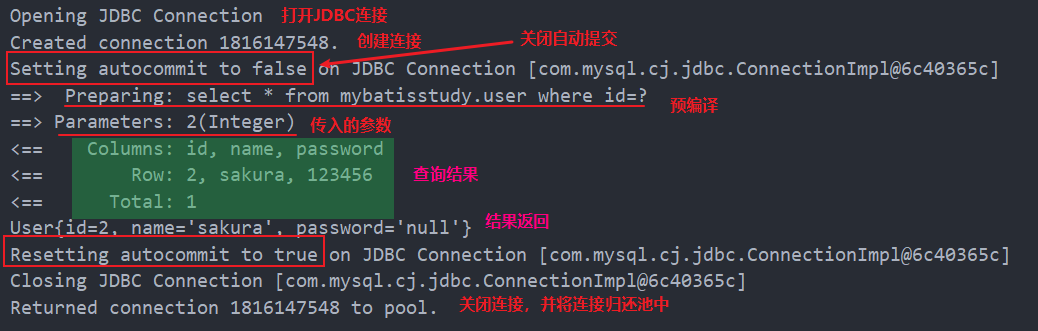 Opening JDBC Connection 打开JDBC连接
Created connection 1816147548. 创建连接 关闭自动提交
Setting autocommit to false on JDBC Connection [com.mysql.cj.jdbc.ConnectionImpl@6c40365c]
==>  Preparing: select * from mybatisstudy.user where id=? 预编译
==> Parameters: 2(Integer) 传入的参数
<==    Columns: id, name, password
<==        Row: 2, sakura, 123456 查询结果
<==      Total: 1
User{id=2, name='sakura', password='null'} 结果返回
Resetting autocommit to true on JDBC Connection [com.mysql.cj.jdbc.ConnectionImpl@6c40365c]
Closing JDBC Connection [com.mysql.cj.jdbc.ConnectionImpl@6c40365c]
Returned connection 1816147548 to pool. 关闭连接，并将连接归还池中